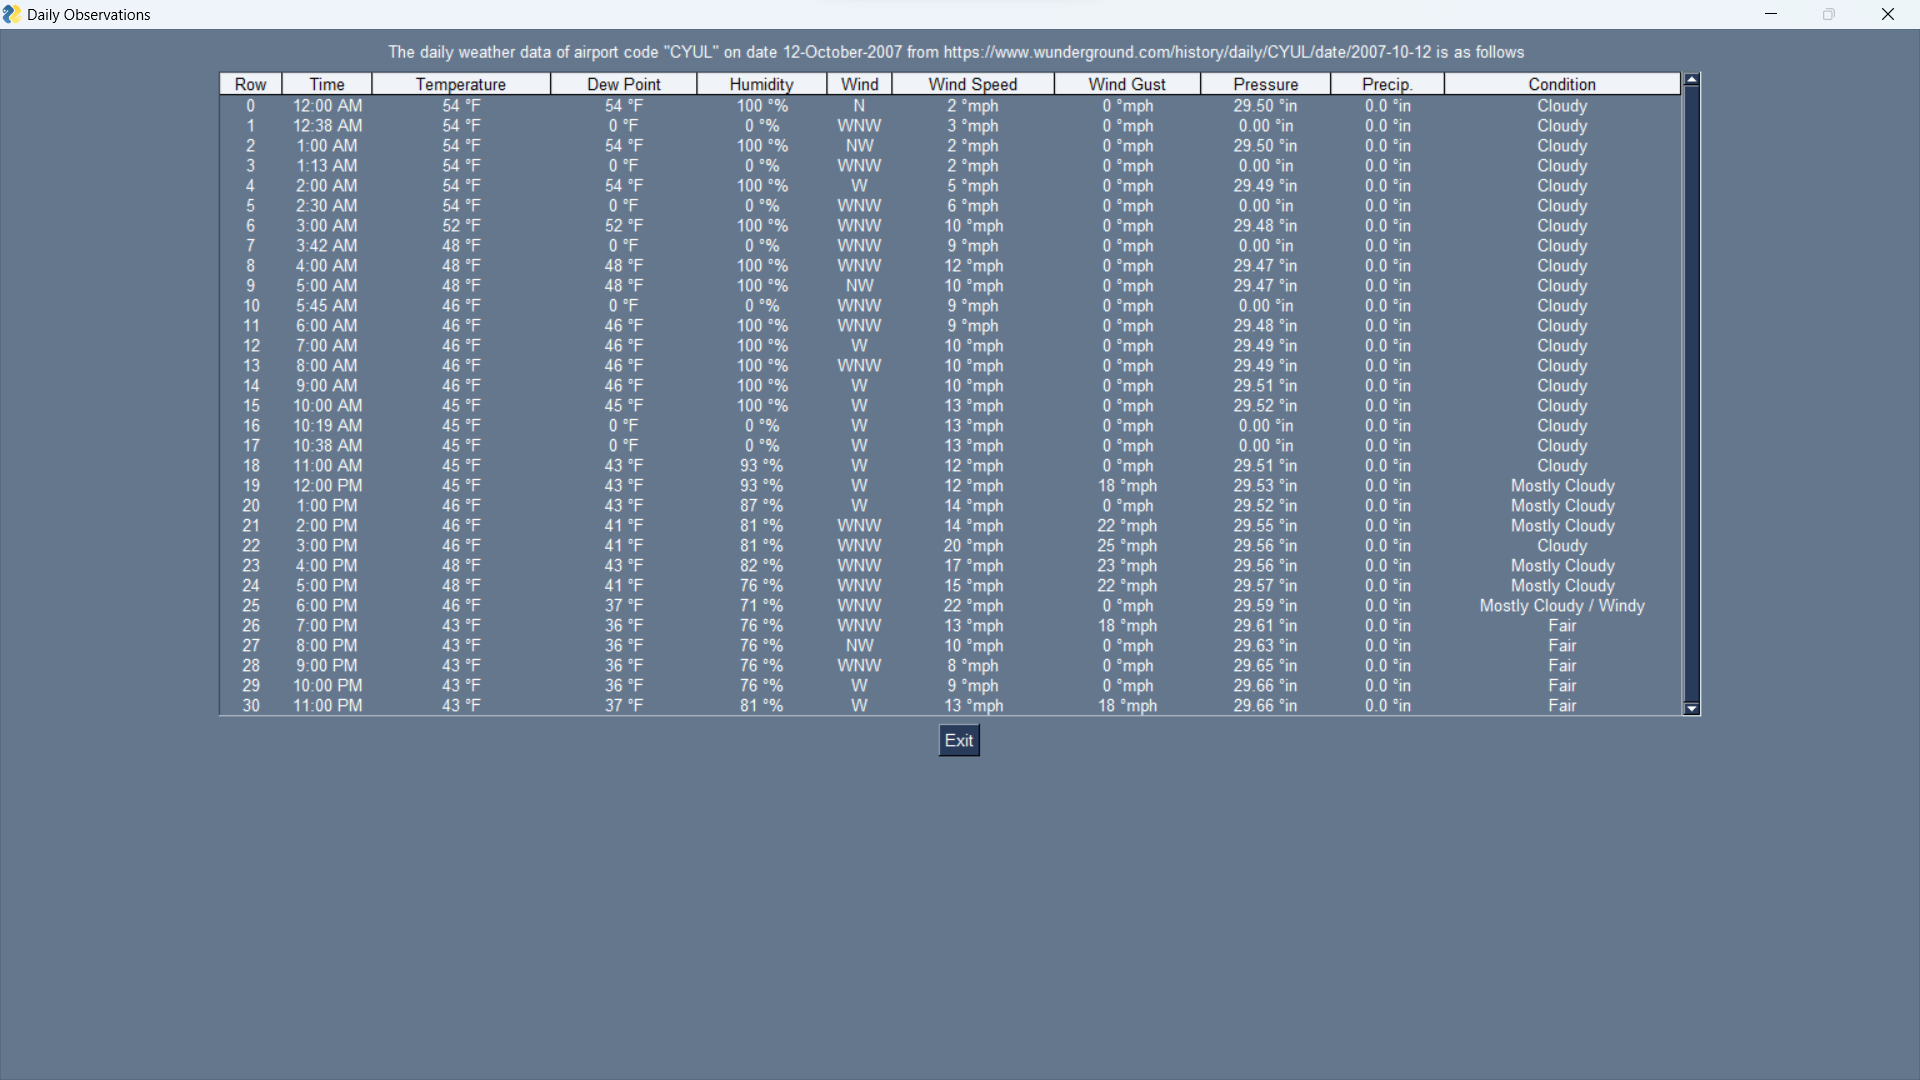 Daily Observations
The daily weather data of airport code "CYUL" on date 12-October-2007 from https://www.wunderground.com/history/daily/CYUL/date/2007-10-12 is as follows
Row Time Temperature Dew Point Humidity Wind Wind Speed Wind Gust Pressure Precip. Condition
0 12:00 AM 54 °F 54 °F 100 °% N 2 °mph 0 °mph 29.50 °in 0.0 °in Cloudy
1 12:38 AM 54 °F 0 °F 0 °% WNW 3 °mph 0 °mph 0.00 °in 0.0 °in Cloudy
2 1:00 AM 54 °F 54 °F 100 °% NW 2 °mph 0 °mph 29.50 °in 0.0 °in Cloudy
3 1:13 AM 54 °F 0 °F 0 °% WNW 2 °mph 0 °mph 0.00 °in 0.0 °in Cloudy
4 2:00 AM 54 °F 54 °F 100 °% W 5 °mph 0 °mph 29.49 °in 0.0 °in Cloudy
5 2:30 AM 54 °F 0 °F 0 °% WNW 6 °mph 0 °mph 0.00 °in 0.0 °in Cloudy
6 3:00 AM 52 °F 52 °F 100 °% WNW 10 °mph 0 °mph 29.48 °in 0.0 °in Cloudy
7 3:42 AM 48 °F 0 °F 0 °% WNW 9 °mph 0 °mph 0.00 °in 0.0 °in Cloudy
8 4:00 AM 48 °F 48 °F 100 °% WNW 12 °mph 0 °mph 29.47 °in 0.0 °in Cloudy
9 5:00 AM 48 °F 48 °F 100 °% NW 10 °mph 0 °mph 29.47 °in 0.0 °in Cloudy
10 5:45 AM 46 °F 0 °F 0 °% WNW 9 °mph 0 °mph 0.00 °in 0.0 °in Cloudy
11 6:00 AM 46 °F 46 °F 100 °% WNW 9 °mph 0 °mph 29.48 °in 0.0 °in Cloudy
12 7:00 AM 46 °F 46 °F 100 °% W 10 °mph 0 °mph 29.49 °in 0.0 °in Cloudy
13 8:00 AM 46 °F 46 °F 100 °% WNW 10 °mph 0 °mph 29.49 °in 0.0 °in Cloudy
14 9:00 AM 46 °F 46 °F 100 °% W 10 °mph 0 °mph 29.51 °in 0.0 °in Cloudy
15 10:00 AM 45 °F 45 °F 100 °% W 13 °mph 0 °mph 29.52 °in 0.0 °in Cloudy
16 10:19 AM 45 °F 0 °F 0 °% W 13 °mph 0 °mph 0.00 °in 0.0 °in Cloudy
17 10:38 AM 45 °F 0 °F 0 °% W 13 °mph 0 °mph 0.00 °in 0.0 °in Cloudy
18 11:00 AM 45 °F 43 °F 93 °% W 12 °mph 0 °mph 29.51 °in 0.0 °in Cloudy
19 12:00 PM 45 °F 43 °F 93 °% W 12 °mph 18 °mph 29.53 °in 0.0 °in Mostly Cloudy
20 1:00 PM 46 °F 43 °F 87 °% W 14 °mph 0 °mph 29.52 °in 0.0 °in Mostly Cloudy
21 2:00 PM 46 °F 41 °F 81 °% WNW 14 °mph 22 °mph 29.55 °in 0.0 °in Mostly Cloudy
22 3:00 PM 46 °F 41 °F 81 °% WNW 20 °mph 25 °mph 29.56 °in 0.0 °in Cloudy
23 4:00 PM 48 °F 43 °F 82 °% WNW 17 °mph 23 °mph 29.56 °in 0.0 °in Mostly Cloudy
24 5:00 PM 48 °F 41 °F 76 °% WNW 15 °mph 22 °mph 29.57 °in 0.0 °in Mostly Cloudy
25 6:00 PM 46 °F 37 °F 71 °% WNW 22 °mph 0 °mph 29.59 °in 0.0 °in Mostly Cloudy / Windy
26 7:00 PM 43 °F 36 °F 76 °% WNW 13 °mph 18 °mph 29.61 °in 0.0 °in Fair
27 8:00 PM 43 °F 36 °F 76 °% NW 10 °mph 0 °mph 29.63 °in 0.0 °in Fair
28 9:00 PM 43 °F 36 °F 76 °% WNW 8 °mph 0 °mph 29.65 °in 0.0 °in Fair
29 10:00 PM 43 °F 36 °F 76 °% W 9 °mph 0 °mph 29.66 °in 0.0 °in Fair
30 11:00 PM 43 °F 37 °F 81 °% W 13 °mph 18 °mph 29.66 °in 0.0 °in Fair
Exit